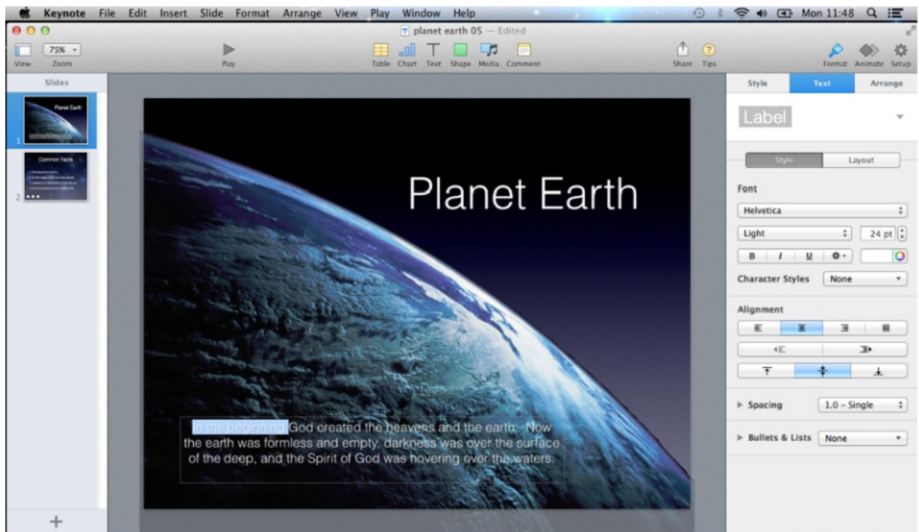 Keynote File Edit Insert Slide Format Arrange View Play Window Help Mon 11:48
planet earth 05 — Edited
75%
View Zoom Play Table Chart Text Shape Media Comment Share Tips Format Animate Setup
Slides
Style Text Arrange
Planet Earth
1
Label
Common Facts
2
Style Layout
Planet Earth
Font
Helvetica
Light 24 pt
B I U
Character Styles None
Alignment
Spacing 1.0 – Single
Bullets & Lists None
In the beginning God created the heavens and the earth. Now
the earth was formless and empty, darkness was over the surface
of the deep, and the Spirit of God was hovering over the waters.